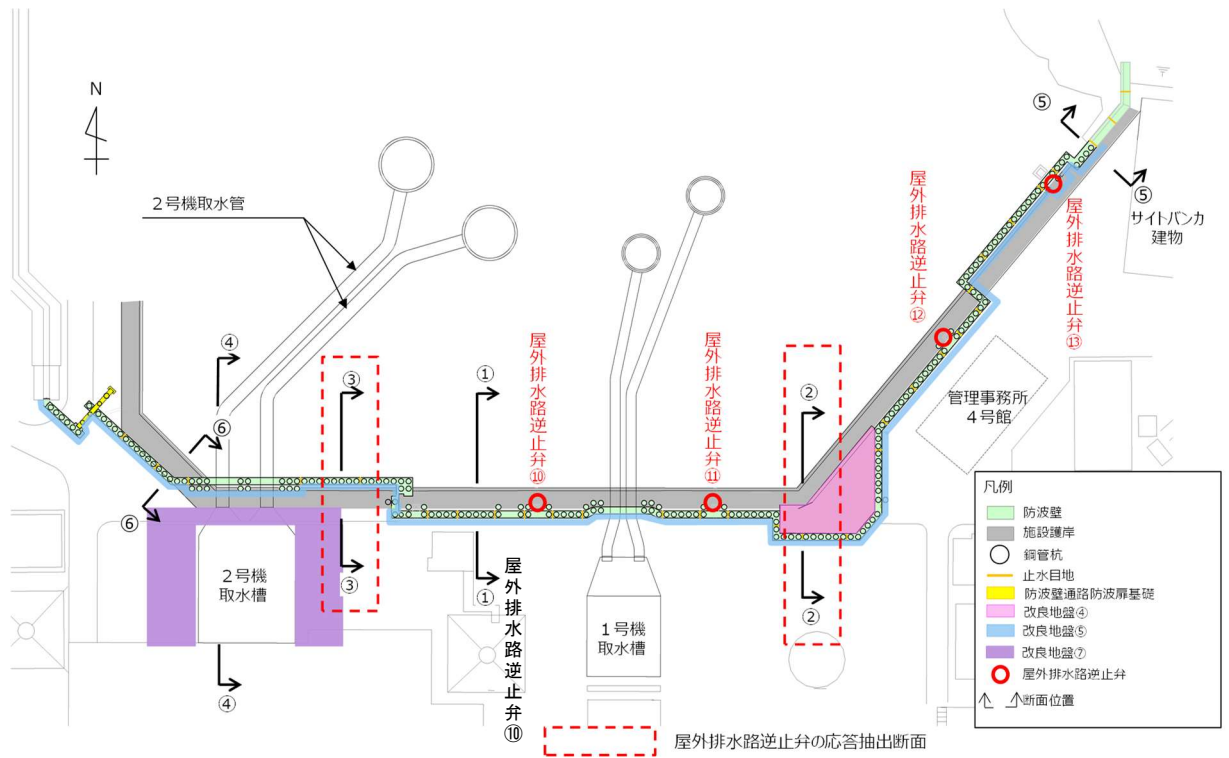 N
2号機取水管
④
③
①
屋外排水路逆止弁⑩
屋外排水路逆止弁⑪
②
屋外排水路逆止弁⑫
⑤
屋外排水路逆止弁⑬
⑤
サイトバンカ
建物
管理事務所
4号館
⑥
⑥
2号機
取水槽
③
①
屋外排水路逆止弁⑩
1号機
取水槽
②
④
凡例
防波壁
施設護岸
鋼管杭
止水目地
防波壁通路防波扉基礎
改良地盤④
改良地盤⑤
改良地盤⑦
屋外排水路逆止弁
断面位置
屋外排水路逆止弁の応答抽出断面